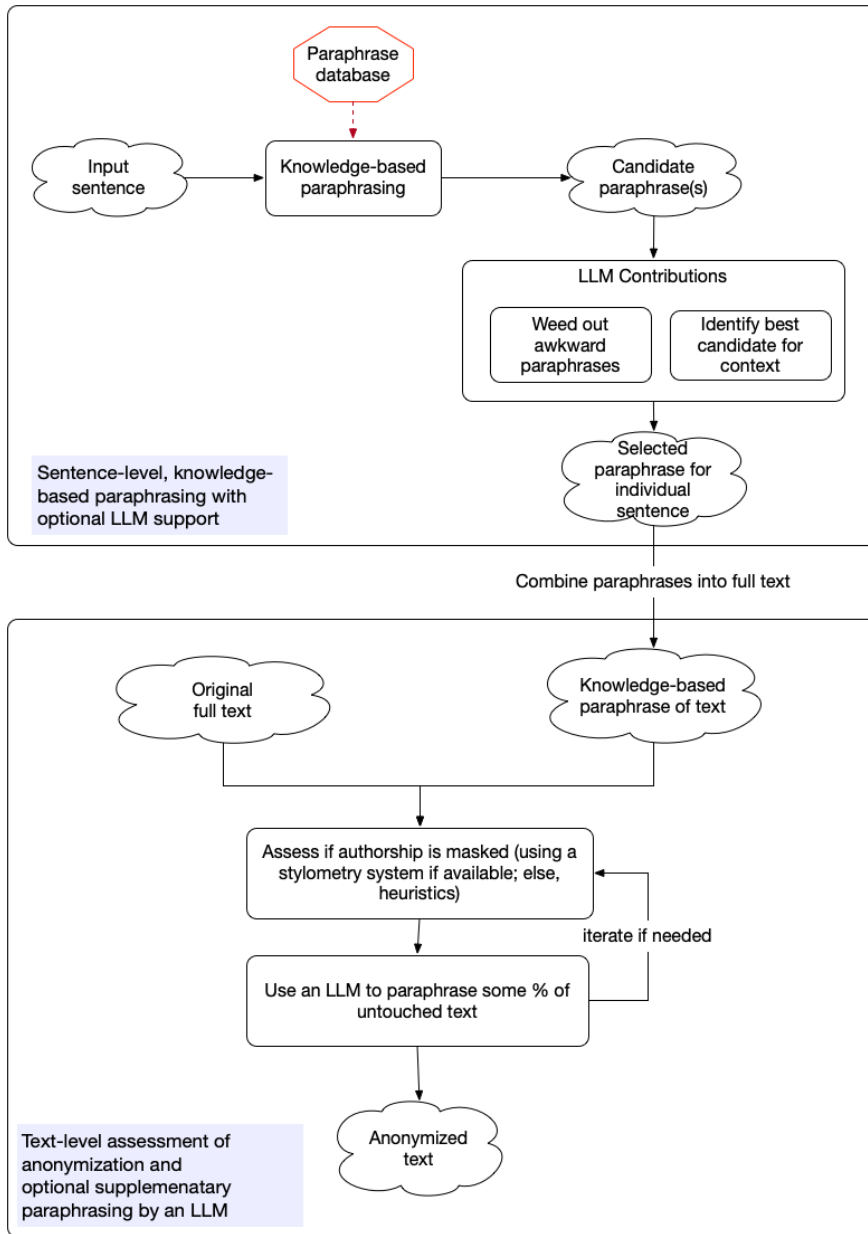 Paraphrase
database
Input
sentence
Knowledge-based
paraphrasing
Candidate
paraphrase(s)
LLM Contributions
Weed out
awkward
paraphrases
Identify best
candidate for
context
Selected
paraphrase for
individual
sentence
Sentence-level, knowledge-
based paraphrasing with
optional LLM support
Combine paraphrases into full text
Original
full text
Knowledge-based
paraphrase of text
Assess if authorship is masked (using a
stylometry system if available; else,
heuristics)
iterate if needed
Use an LLM to paraphrase some % of
untouched text
Anonymized
text
Text-level assessment of
anonymization and
optional supplemenatary
paraphrasing by an LLM